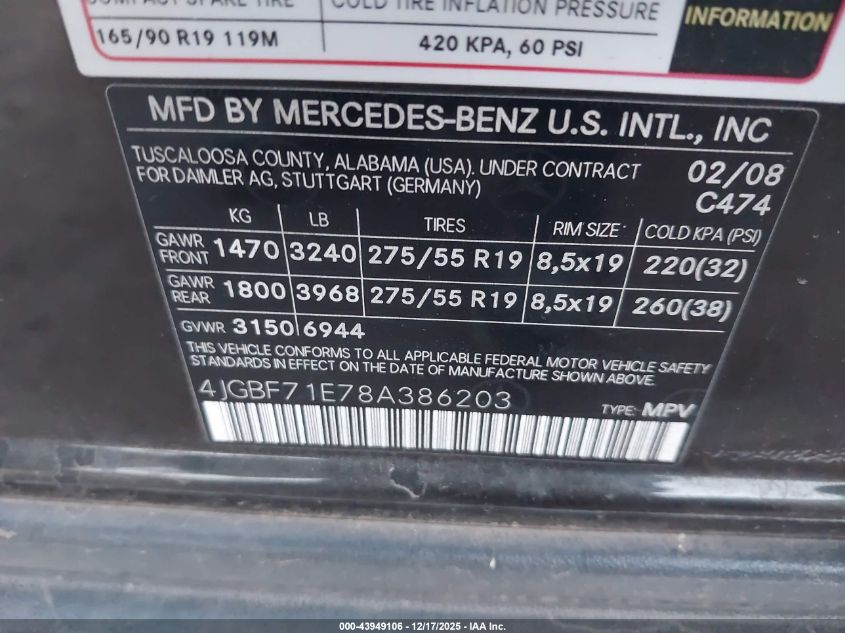 COMPACT SPARE TIRE COLD TIRE INFLATION PRESSURE
INFORMATION
165/90 R19 119M 420 KPA, 60 PSI
MFD BY MERCEDES-BENZ U.S. INTL., INC
TUSCALOOSA COUNTY, ALABAMA (USA). UNDER CONTRACT 02/08
FOR DAIMLER AG, STUTTGART (GERMANY) C474
KG LB TIRES RIM SIZE COLD KPA (PSI)
GAWR FRONT 1470 3240 275/55 R19 8,5x19 220(32)
GAWR REAR 1800 3968 275/55 R19 8,5x19 260(38)
GVWR 3150 6944
THIS VEHICLE CONFORMS TO ALL APPLICABLE FEDERAL MOTOR VEHICLE SAFETY
STANDARDS IN EFFECT ON THE DATE OF MANUFACTURE SHOWN ABOVE.
4JGBF71E78A386203 TYPE: MPV
000-43949106 - 12/17/2025 - IAA Inc.